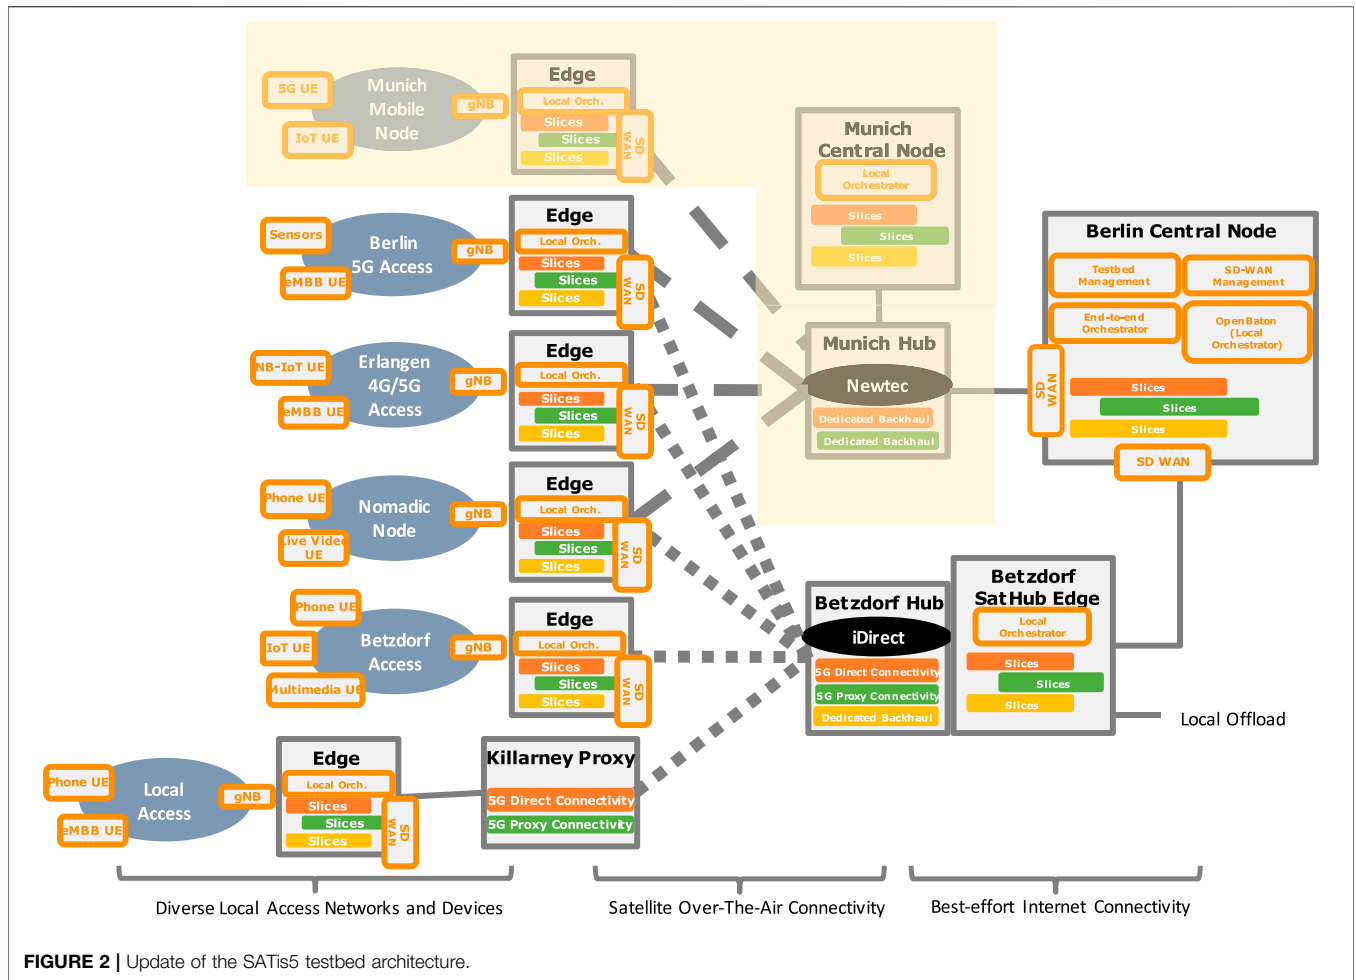 5G UE
IoT UE
Munich
Mobile
Node
gNB
Edge
Local Orch.
Slices
Slices
Slices
SD
WAN
Munich
Central Node
Local
Orchestrator
Slices
Slices
Slices
Sensors
eMBB UE
Berlin
5G Access
gNB
Edge
Local Orch.
Slices
Slices
Slices
SD
WAN
Berlin Central Node
Testbed
Management
SD-WAN
Management
End-to-end
Orchestrator
OpenBaton
(Local
Orchestrator)
SD
WAN
Slices
Slices
Slices
SD WAN
NB-IoT UE
eMBB UE
Erlangen
4G/5G
Access
gNB
Edge
Local Orch.
Slices
Slices
Slices
SD
WAN
Munich Hub
Newtec
Dedicated Backhaul
Dedicated Backhaul
Phone UE
Live Video
UE
Nomadic
Node
gNB
Edge
Local Orch.
Slices
Slices
Slices
SD
WAN
Phone UE
IoT UE
Multimedia UE
Betzdorf
Access
gNB
Edge
Local Orch.
Slices
Slices
Slices
SD
WAN
Betzdorf Hub
iDirect
5G Direct Connectivity
5G Proxy Connectivity
Dedicated Backhaul
Betzdorf
SatHub Edge
Local
Orchestrator
Slices
Slices
Slices
Local Offload
Phone UE
eMBB UE
Local
Access
gNB
Edge
Local Orch.
Slices
Slices
Slices
SD
WAN
Killarney Proxy
5G Direct Connectivity
5G Proxy Connectivity
Diverse Local Access Networks and Devices
Satellite Over-The-Air Connectivity
Best-effort Internet Connectivity
FIGURE 2 | Update of the SATis5 testbed architecture.